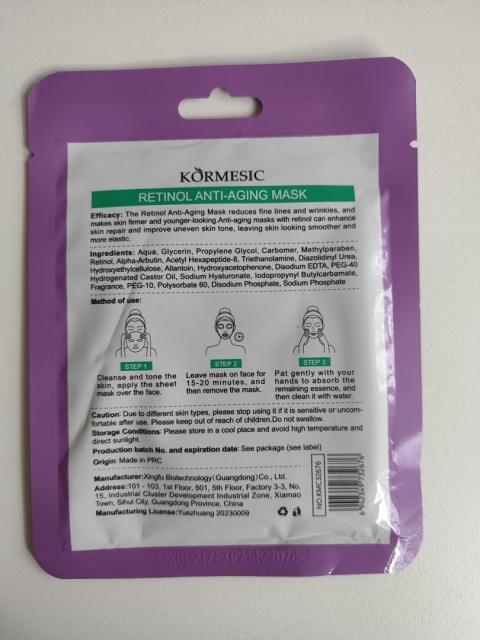 KORMESIC
RETINOL ANTI-AGING MASK
Efficacy: The Retinol Anti-Aging Mask reduces fine lines and wrinkles, and
makes skin firmer and younger-looking.Anti-aging masks with retinol can enhance
skin repair and improve uneven skin tone, leaving skin looking smoother and
more elastic.
Ingredients: Aqua, Glycerin, Propylene Glycol, Carbomer, Methylparaben,
Retinol, Alpha-Arbutin, Acetyl Hexapeptide-8, Triethanolamine, Diazolidinyl Urea,
Hydroxyethylcellulose, Allantoin, Hydroxyacetophenone, Disodium EDTA, PEG-40
Hydrogenated Castor Oil, Sodium Hyaluronate, Iodopropynyl Butylcarbamate,
Fragrance, PEG-10, Polysorbate 60, Disodium Phosphate, Sodium Phosphate
Method of use:
STEP 1
Cleanse and tone the
skin, apply the sheet
mask over the face.
STEP 2
Leave mask on face for
15-20 minutes, and
then remove the mask.
STEP 3
Pat gently with your
hands to absorb the
remaining essence, and
then clean it with water.
Caution: Due to different skin types, please stop using it if it is sensitive or uncom-
fortable after use. Please keep out of reach of children.Do not swallow.
Storage Conditions: Please store in a cool place and avoid high temperature and
direct sunlight.
Production batch No. and expiration date: See package (see label)
Origin: Made in PRC
Manufacturer:Xingfu Biotechnology(Guangdong)Co., Ltd.
Address:101 - 103, 1st Floor, 501, 5th Floor, Factory 3-3, No.
15, Industrial Cluster Development Industrial Zone, Xiamao
Town, Sihui City, Guangdong Province, China
Manufacturing License:Yuezhuang 20230009
NO.KMC32676